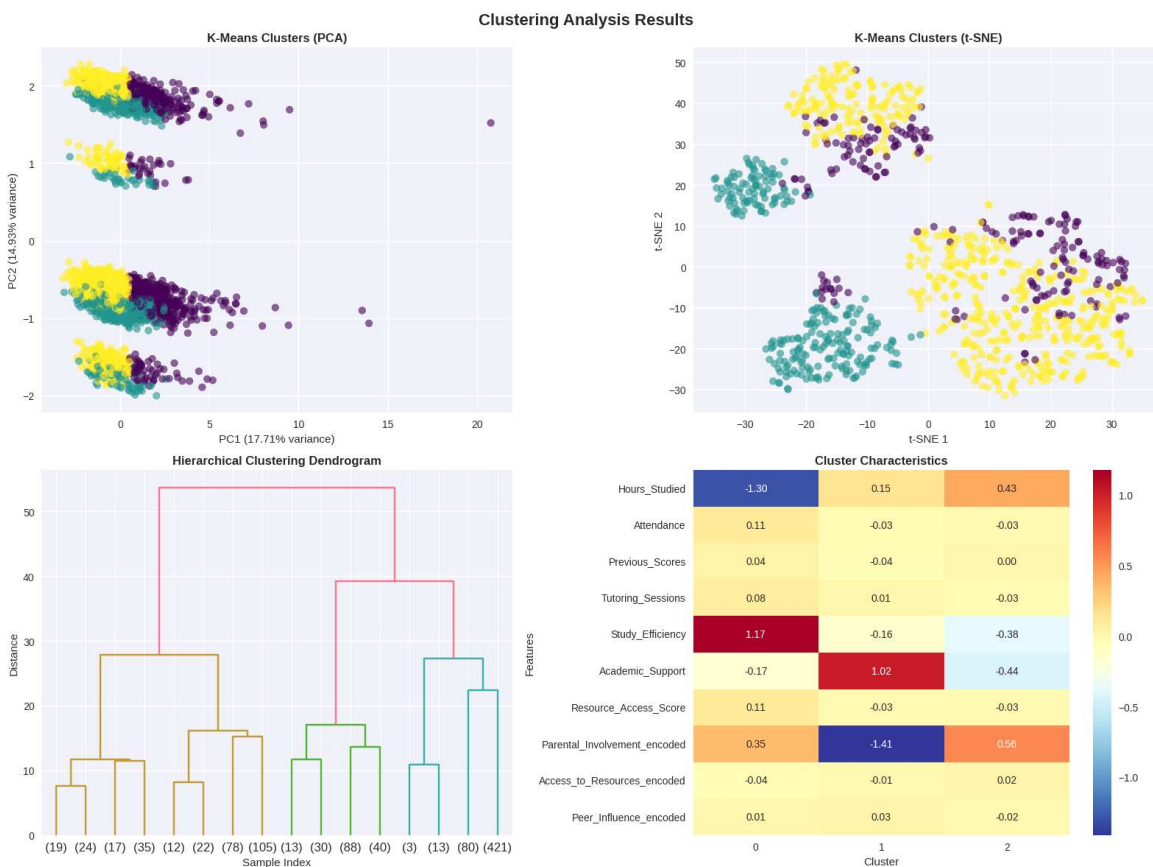 Clustering Analysis Results
K-Means Clusters (PCA)
2
1
0
−1
−2
PC2 (14.93% variance)
0 5 10 15 20
PC1 (17.71% variance)
K-Means Clusters (t-SNE)
50
40
30
20
10
0
−10
−20
−30
t-SNE 2
−30 −20 −10 0 10 20 30
t-SNE 1
Hierarchical Clustering Dendrogram
50
40
30
20
10
0
Distance
(19) (24) (17) (35) (12) (22) (78) (105) (13) (30) (88) (40) (3) (13) (80) (421)
Sample Index
Cluster Characteristics
Features
Hours_Studied -1.30 0.15 0.43
Attendance 0.11 -0.03 -0.03
Previous_Scores 0.04 -0.04 0.00
Tutoring_Sessions 0.08 0.01 -0.03
Study_Efficiency 1.17 -0.16 -0.38
Academic_Support -0.17 1.02 -0.44
Resource_Access_Score 0.11 -0.03 -0.03
Parental_Involvement_encoded 0.35 -1.41 0.56
Access_to_Resources_encoded -0.04 -0.01 0.02
Peer_Influence_encoded 0.01 0.03 -0.02
0 1 2
Cluster
1.0
0.5
0.0
−0.5
−1.0